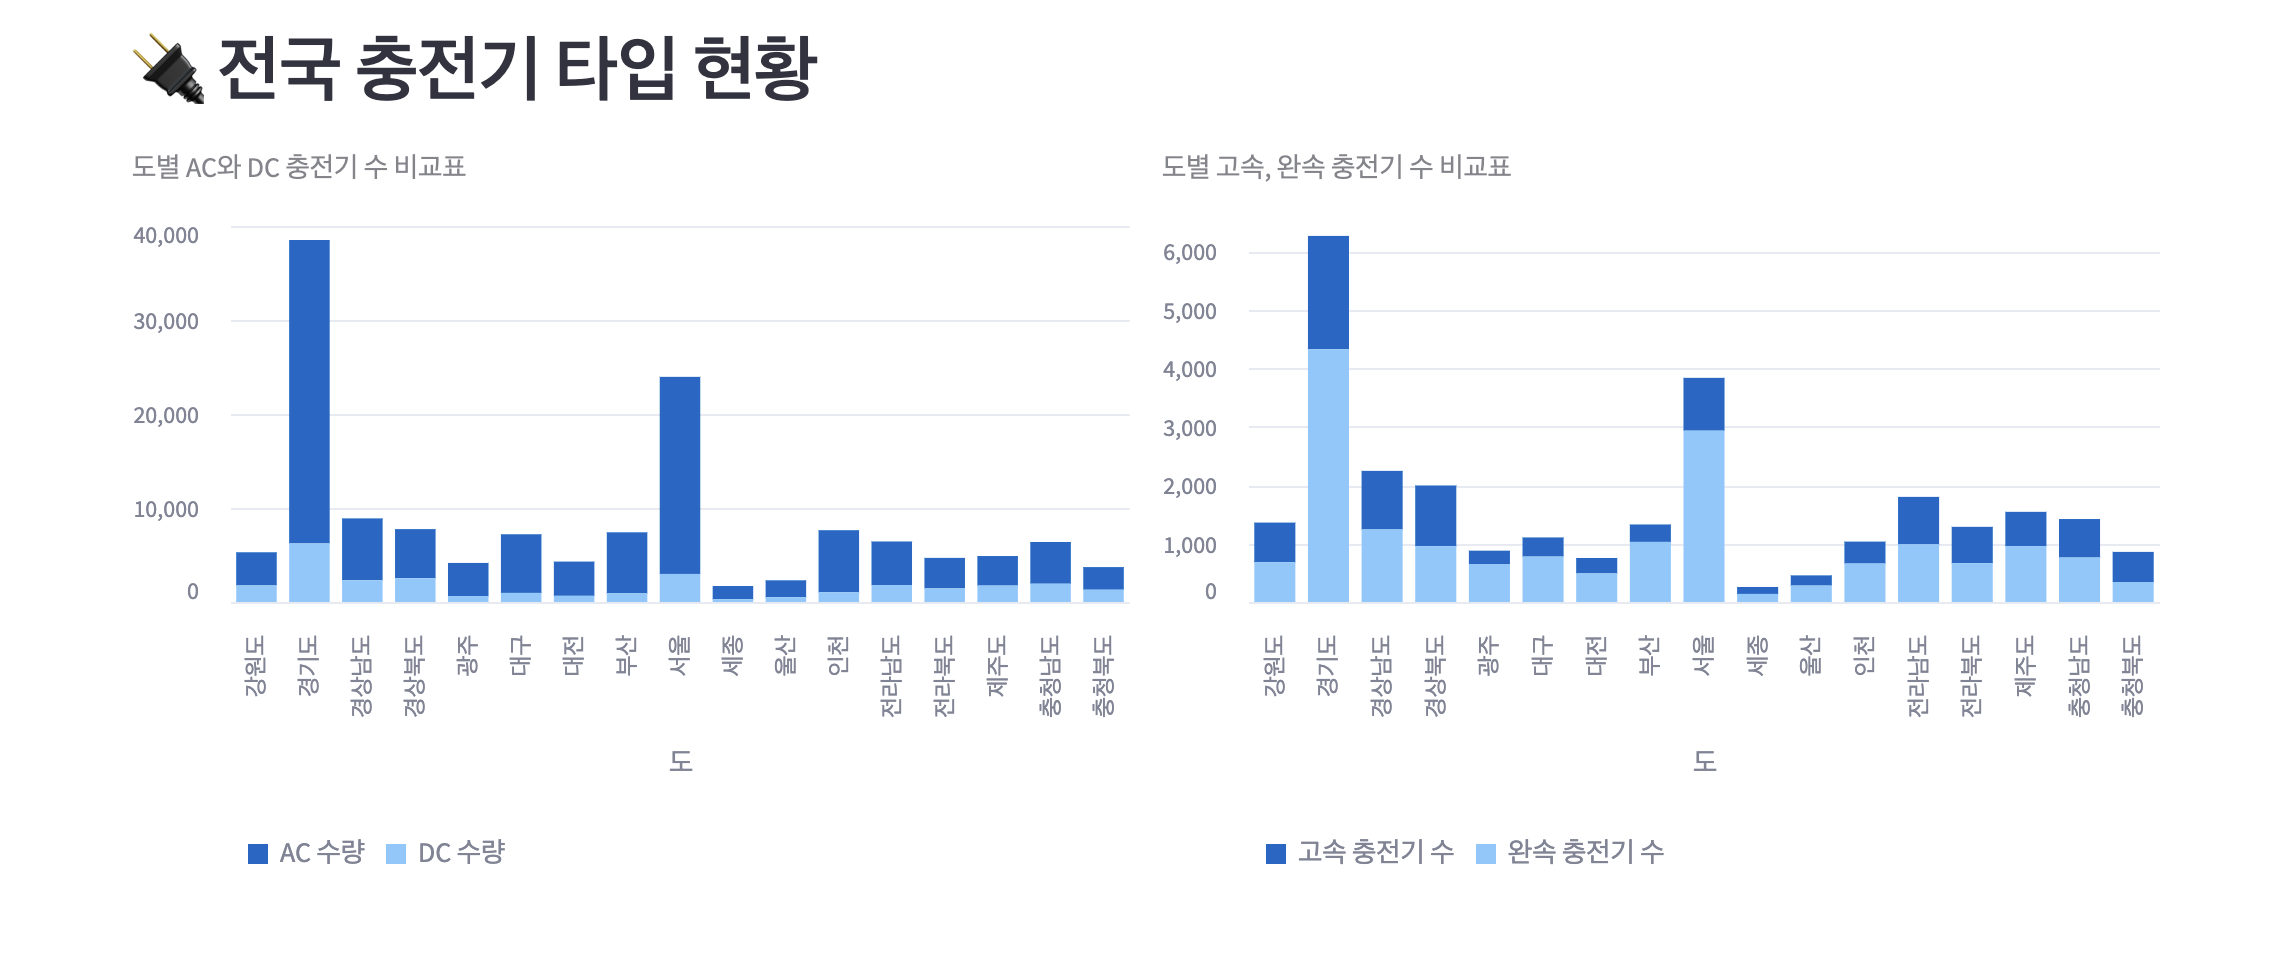 전국 충전기 타입 현황
도별 AC와 DC 충전기 수 비교표
40,000
30,000
20,000
10,000
0
강원도
경기도
경상남도
경상북도
광주
대구
대전
부산
서울
세종
울산
인천
전라남도
전라북도
제주도
충청남도
충청북도
도
AC 수량
DC 수량
도별 고속, 완속 충전기 수 비교표
6,000
5,000
4,000
3,000
2,000
1,000
0
강원도
경기도
경상남도
경상북도
광주
대구
대전
부산
서울
세종
울산
인천
전라남도
전라북도
제주도
충청남도
충청북도
도
고속 충전기 수
완속 충전기 수